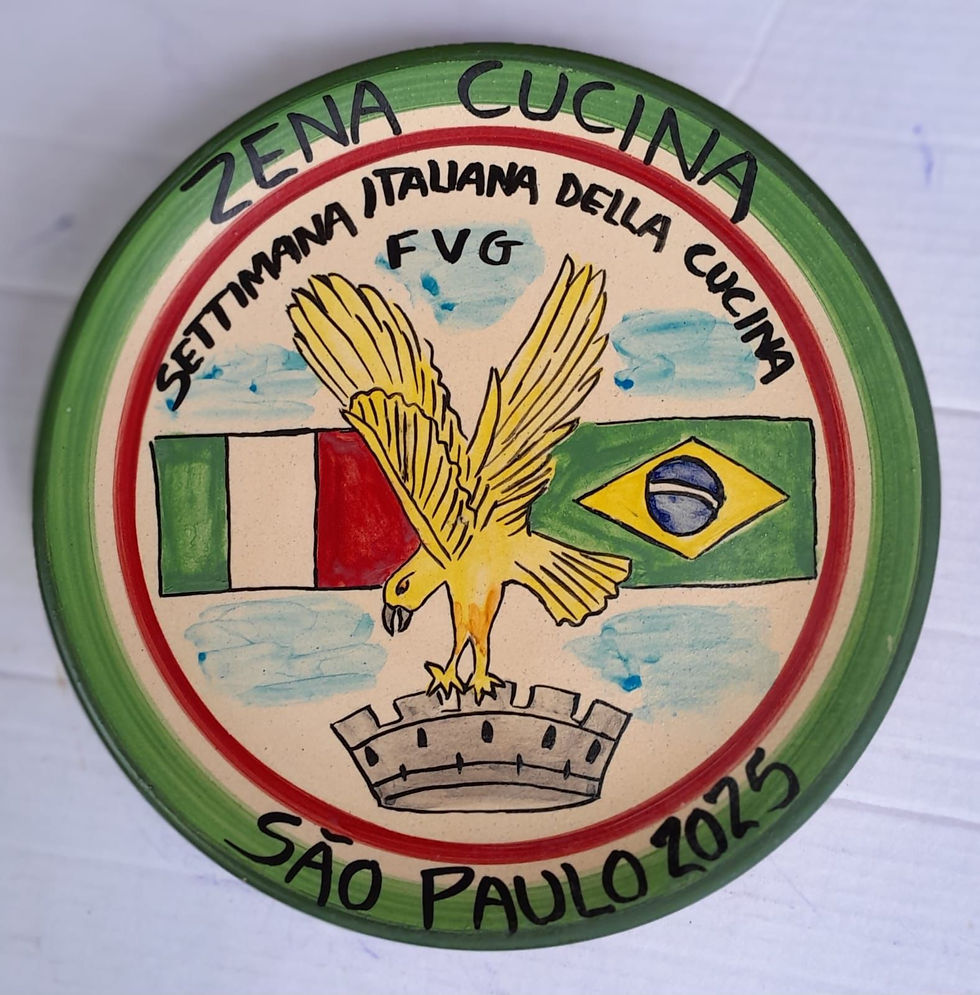 ZENA CUCINA
SETTIMANA ITALIANA DELLA CUCINA
FVG
SÃO PAULO 2025